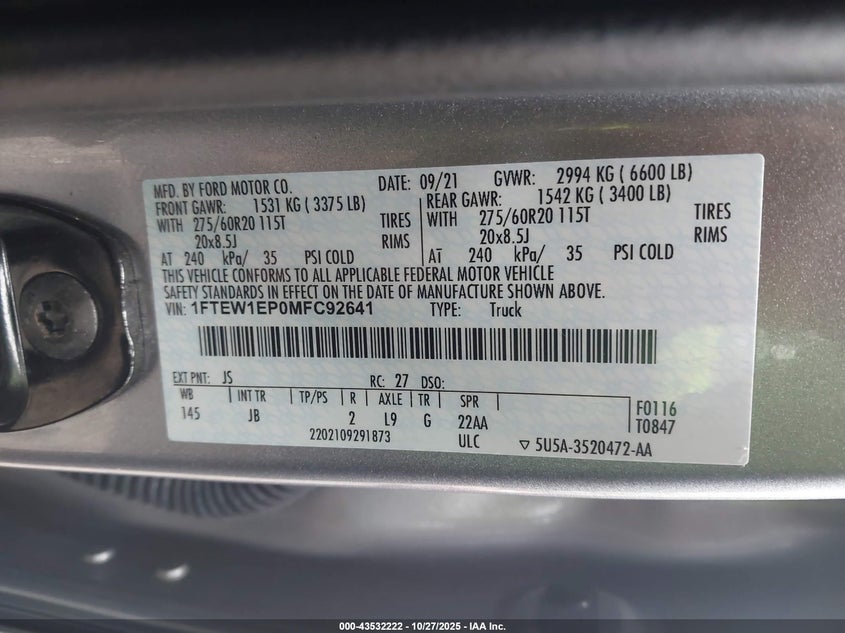 MFD. BY FORD MOTOR CO. DATE: 09/21 GVWR: 2994 KG ( 6600 LB)
FRONT GAWR: 1531 KG ( 3375 LB) REAR GAWR: 1542 KG ( 3400 LB)
WITH 275/60R20 115T TIRES WITH 275/60R20 115T TIRES
20x8.5J RIMS 20x8.5J RIMS
AT 240 kPa/ 35 PSI COLD AT 240 kPa/ 35 PSI COLD
THIS VEHICLE CONFORMS TO ALL APPLICABLE FEDERAL MOTOR VEHICLE
SAFETY STANDARDS IN EFFECT ON THE DATE OF MANUFACTURE SHOWN ABOVE.
VIN: 1FTEW1EP0MFC92641 TYPE: Truck
EXT PNT: JS RC: 27 DSO:
WB INT TR TP/PS R AXLE TR SPR F0116
145 JB 2 L9 G 22AA T0847
2202109291873 ULC ▽ 5U5A-3520472-AA
000-43532222 - 10/27/2025 - IAA Inc.